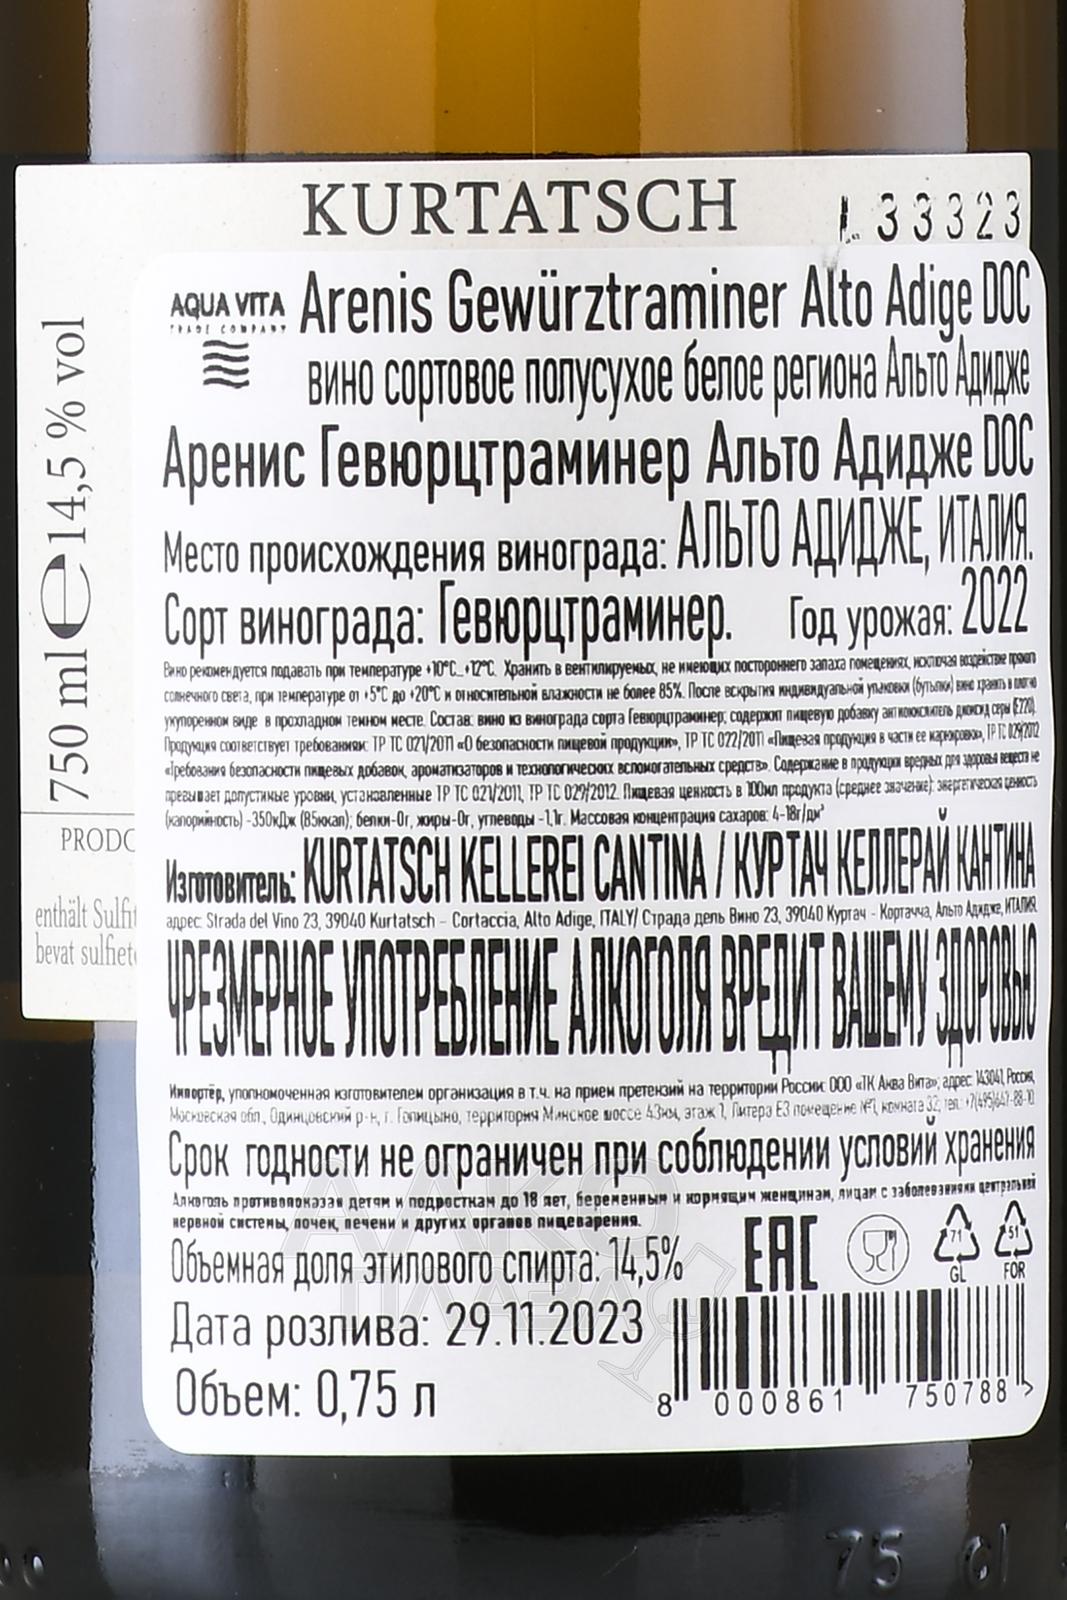 KURTATSCH
L 33323
AQUA VITA
TRADE COMPANY
Arenis Gewürztraminer Alto Adige DOC
вино сортовое полусухое белое региона Альто Адидже
Аренис Гевюрцтраминер Альто Адидже DOC
Место происхождения винограда: АЛЬТО АДИДЖЕ, ИТАЛИЯ.
Сорт винограда: Гевюрцтраминер. Год урожая: 2022
Вино рекомендуется подавать при температуре +10°C...+12°C. Хранить в вентилируемых, не имеющих постороннего запаха помещениях, исключая воздействие прямого
солнечного света, при температуре от +5°C до +20°C и относительной влажности не более 85%. После вскрытия индивидуальной упаковки (бутылки) вино хранить в плотно
укупоренном виде в прохладном темном месте. Состав: вино из винограда сорта Гевюрцтраминер; содержит пищевую добавку антиокислитель диоксид серы (E220).
Продукция соответствует требованиям: ТР ТС 021/2011 «О безопасности пищевой продукции», ТР ТС 022/2011 «Пищевая продукция в части ее маркировки», ТР ТС 029/2012
«Требования безопасности пищевых добавок, ароматизаторов и технологических вспомогательных средств». Содержание в продукции вредных для здоровья веществ не
превышает допустимые уровни, установленные ТР ТС 021/2011, ТР ТС 029/2012. Пищевая ценность в 100мл продукта (среднее значение): энергетическая ценность
(калорийность) -350кДж (85ккал); белки-0г, жиры-0г, углеводы -1,1г. Массовая концентрация сахаров: 4-18г/дм³
Изготовитель: KURTATSCH KELLEREI CANTINA / КУРТАЧ КЕЛЛЕРАЙ КАНТИНА
адрес: Strada del Vino 23, 39040 Kurtatsch - Cortaccia, Alto Adige, ITALY/ Страда дель Вино 23, 39040 Куртач - Кортачча, Альто Адидже, ИТАЛИЯ.
ЧРЕЗМЕРНОЕ УПОТРЕБЛЕНИЕ АЛКОГОЛЯ ВРЕДИТ ВАШЕМУ ЗДОРОВЬЮ
Импортёр, уполномоченная изготовителем организация в т.ч. на прием претензий на территории России: ООО «ТК Аква Вита»; адрес: 143041, Россия,
Московская обл., Одинцовский р-н, г. Голицыно, территория Минское шоссе 43км, этаж 1, Литера Е3 помещение №1, комната 32; тел.: +7(495)647-88-10.
Срок годности не ограничен при соблюдении условий хранения
Алкоголь противопоказан детям и подросткам до 18 лет, беременным и кормящим женщинам, лицам с заболеваниями центральной
нервной системы, почек, печени и других органов пищеварения.
Объемная доля этилового спирта: 14,5%
EAC
71
GL
51
FOR
Дата розлива: 29.11.2023
Объем: 0,75 л
8 000861 750788 >
750 ml e 14,5 % vol
PRODO
enthält Sulfit
bevat sulfiet
75 cl
АЛКО
ПЛАЗА